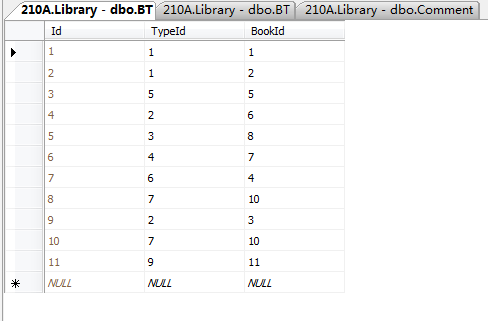 210A.Library - dbo.BT 210A.Library - dbo.BT 210A.Library - dbo.Comment
Id TypeId BookId
1 1 1
2 1 2
3 5 5
4 2 6
5 3 8
6 4 7
7 6 4
8 7 10
9 2 3
10 7 10
11 9 11
NULL NULL NULL